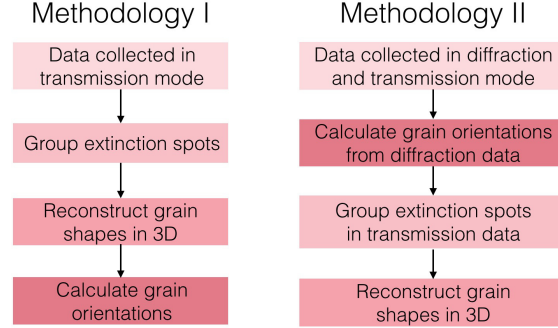 Methodology I
Data collected in
transmission mode
Group extinction spots
Reconstruct grain
shapes in 3D
Calculate grain
orientations
Methodology II
Data collected in diffraction
and transmission mode
Calculate grain orientations
from diffraction data
Group extinction spots
in transmission data
Reconstruct grain
shapes in 3D